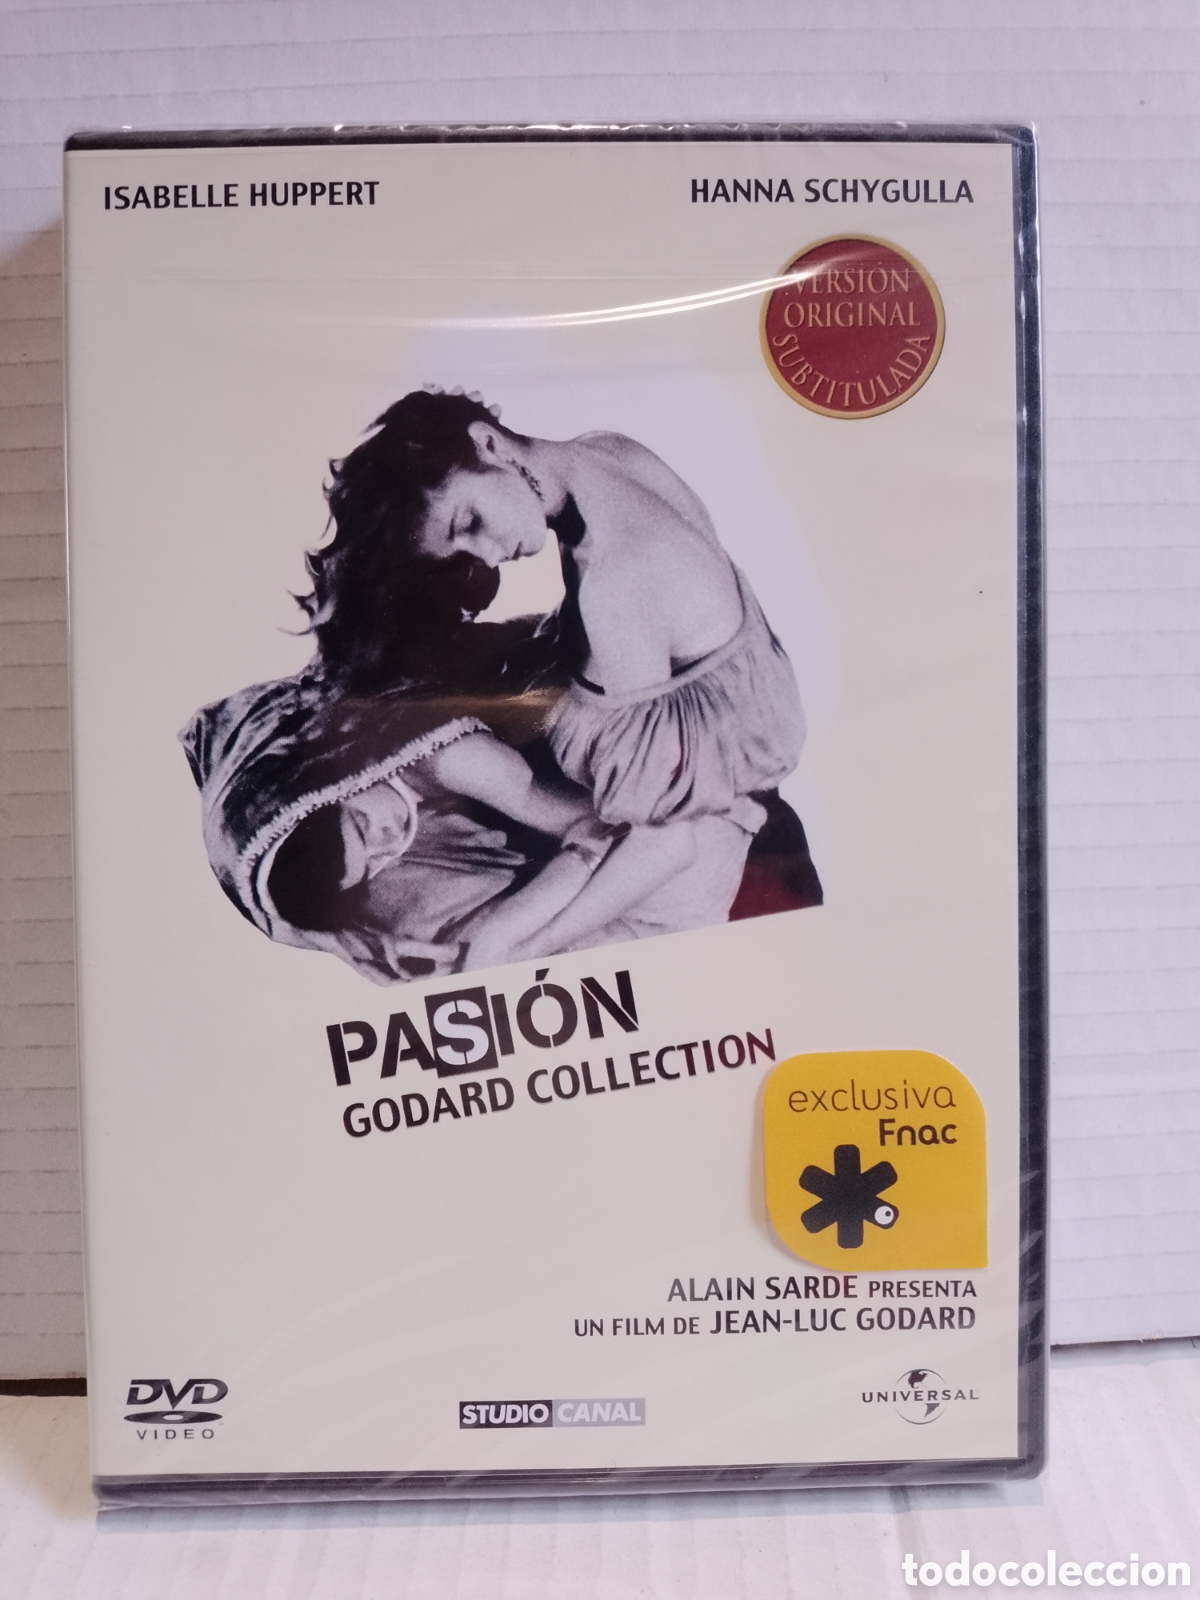 ISABELLE HUPPERT
HANNA SCHYGULLA
VERSIÓN
ORIGINAL
SUBTITULADA
PASIÓN
GODARD COLLECTION
exclusiva
Fnac
ALAIN SARDE PRESENTA
UN FILM DE JEAN-LUC GODARD
DVD
VIDEO
STUDIO CANAL
UNIVERSAL
todocoleccion